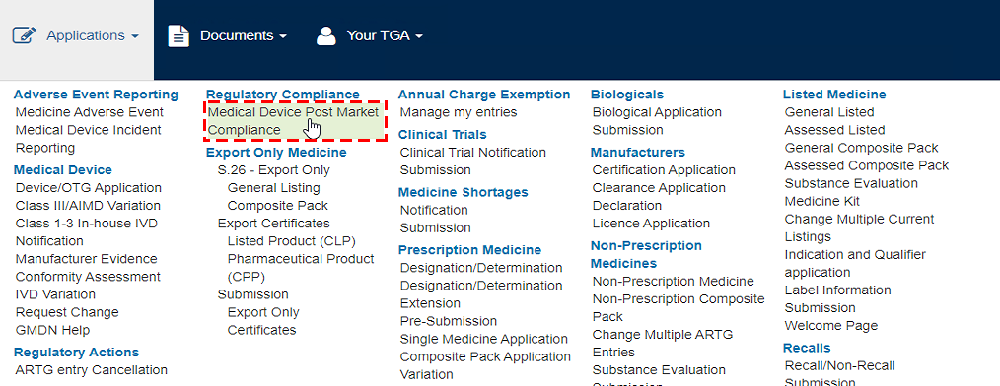 Applications
Documents
Your TGA
Adverse Event Reporting
Medicine Adverse Event
Medical Device Incident
Reporting
Medical Device
Device/OTG Application
Class III/AIMD Variation
Class 1-3 In-house IVD
Notification
Manufacturer Evidence
Conformity Assessment
IVD Variation
Request Change
GMDN Help
Regulatory Actions
ARTG entry Cancellation
Regulatory Compliance
Medical Device Post Market
Compliance
Export Only Medicine
S.26 - Export Only
General Listing
Composite Pack
Export Certificates
Listed Product (CLP)
Pharmaceutical Product
(CPP)
Submission
Export Only
Certificates
Annual Charge Exemption
Manage my entries
Clinical Trials
Clinical Trial Notification
Submission
Medicine Shortages
Notification
Submission
Prescription Medicine
Designation/Determination
Designation/Determination
Extension
Pre-Submission
Single Medicine Application
Composite Pack Application
Variation
Biologicals
Biological Application
Submission
Manufacturers
Certification Application
Clearance Application
Declaration
Licence Application
Non-Prescription
Medicines
Non-Prescription Medicine
Non-Prescription Composite
Pack
Change Multiple ARTG
Entries
Substance Evaluation
Listed Medicine
General Listed
Assessed Listed
General Composite Pack
Assessed Composite Pack
Substance Evaluation
Medicine Kit
Change Multiple Current
Listings
Indication and Qualifier
application
Label Information
Submission
Welcome Page
Recalls
Recall/Non-Recall
Submission